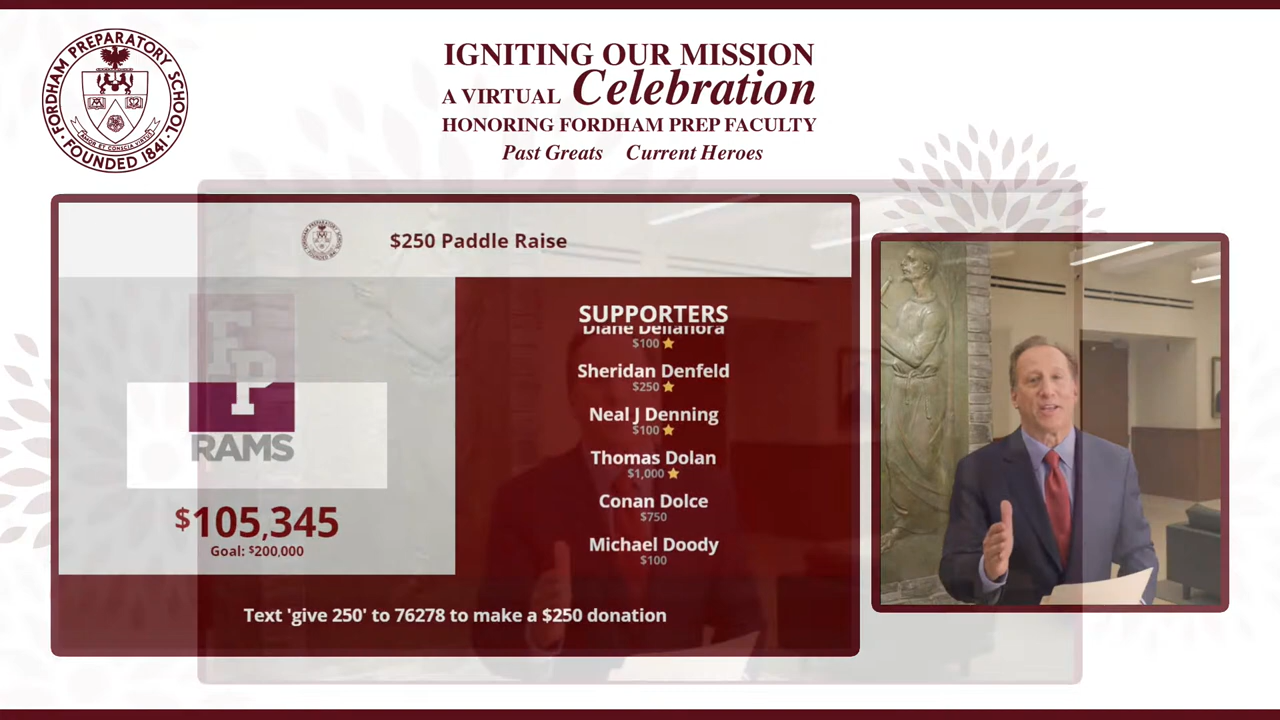 FORDHAM PREPARATORY SCHOOL
FOUNDED 1841
IGNITING OUR MISSION
A VIRTUAL Celebration
HONORING FORDHAM PREP FACULTY
Past Greats Current Heroes
$250 Paddle Raise
FP
RAMS
$105,345
Goal: $200,000
SUPPORTERS
Diane Dellafiora
$100
Sheridan Denfeld
$250
Neal J Denning
$100
Thomas Dolan
$1,000
Conan Dolce
$750
Michael Doody
$100
Text 'give 250' to 76278 to make a $250 donation